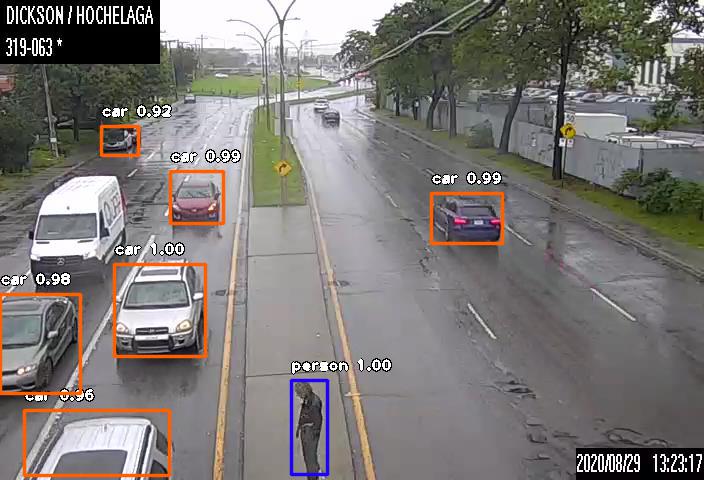 DICKSON / HOCHELAGA
319-063 *
car 0.92
car 0.99
car 0.99
car 1.00
car 0.98
person 1.00
car 0.96
2020/08/29 13:23:17